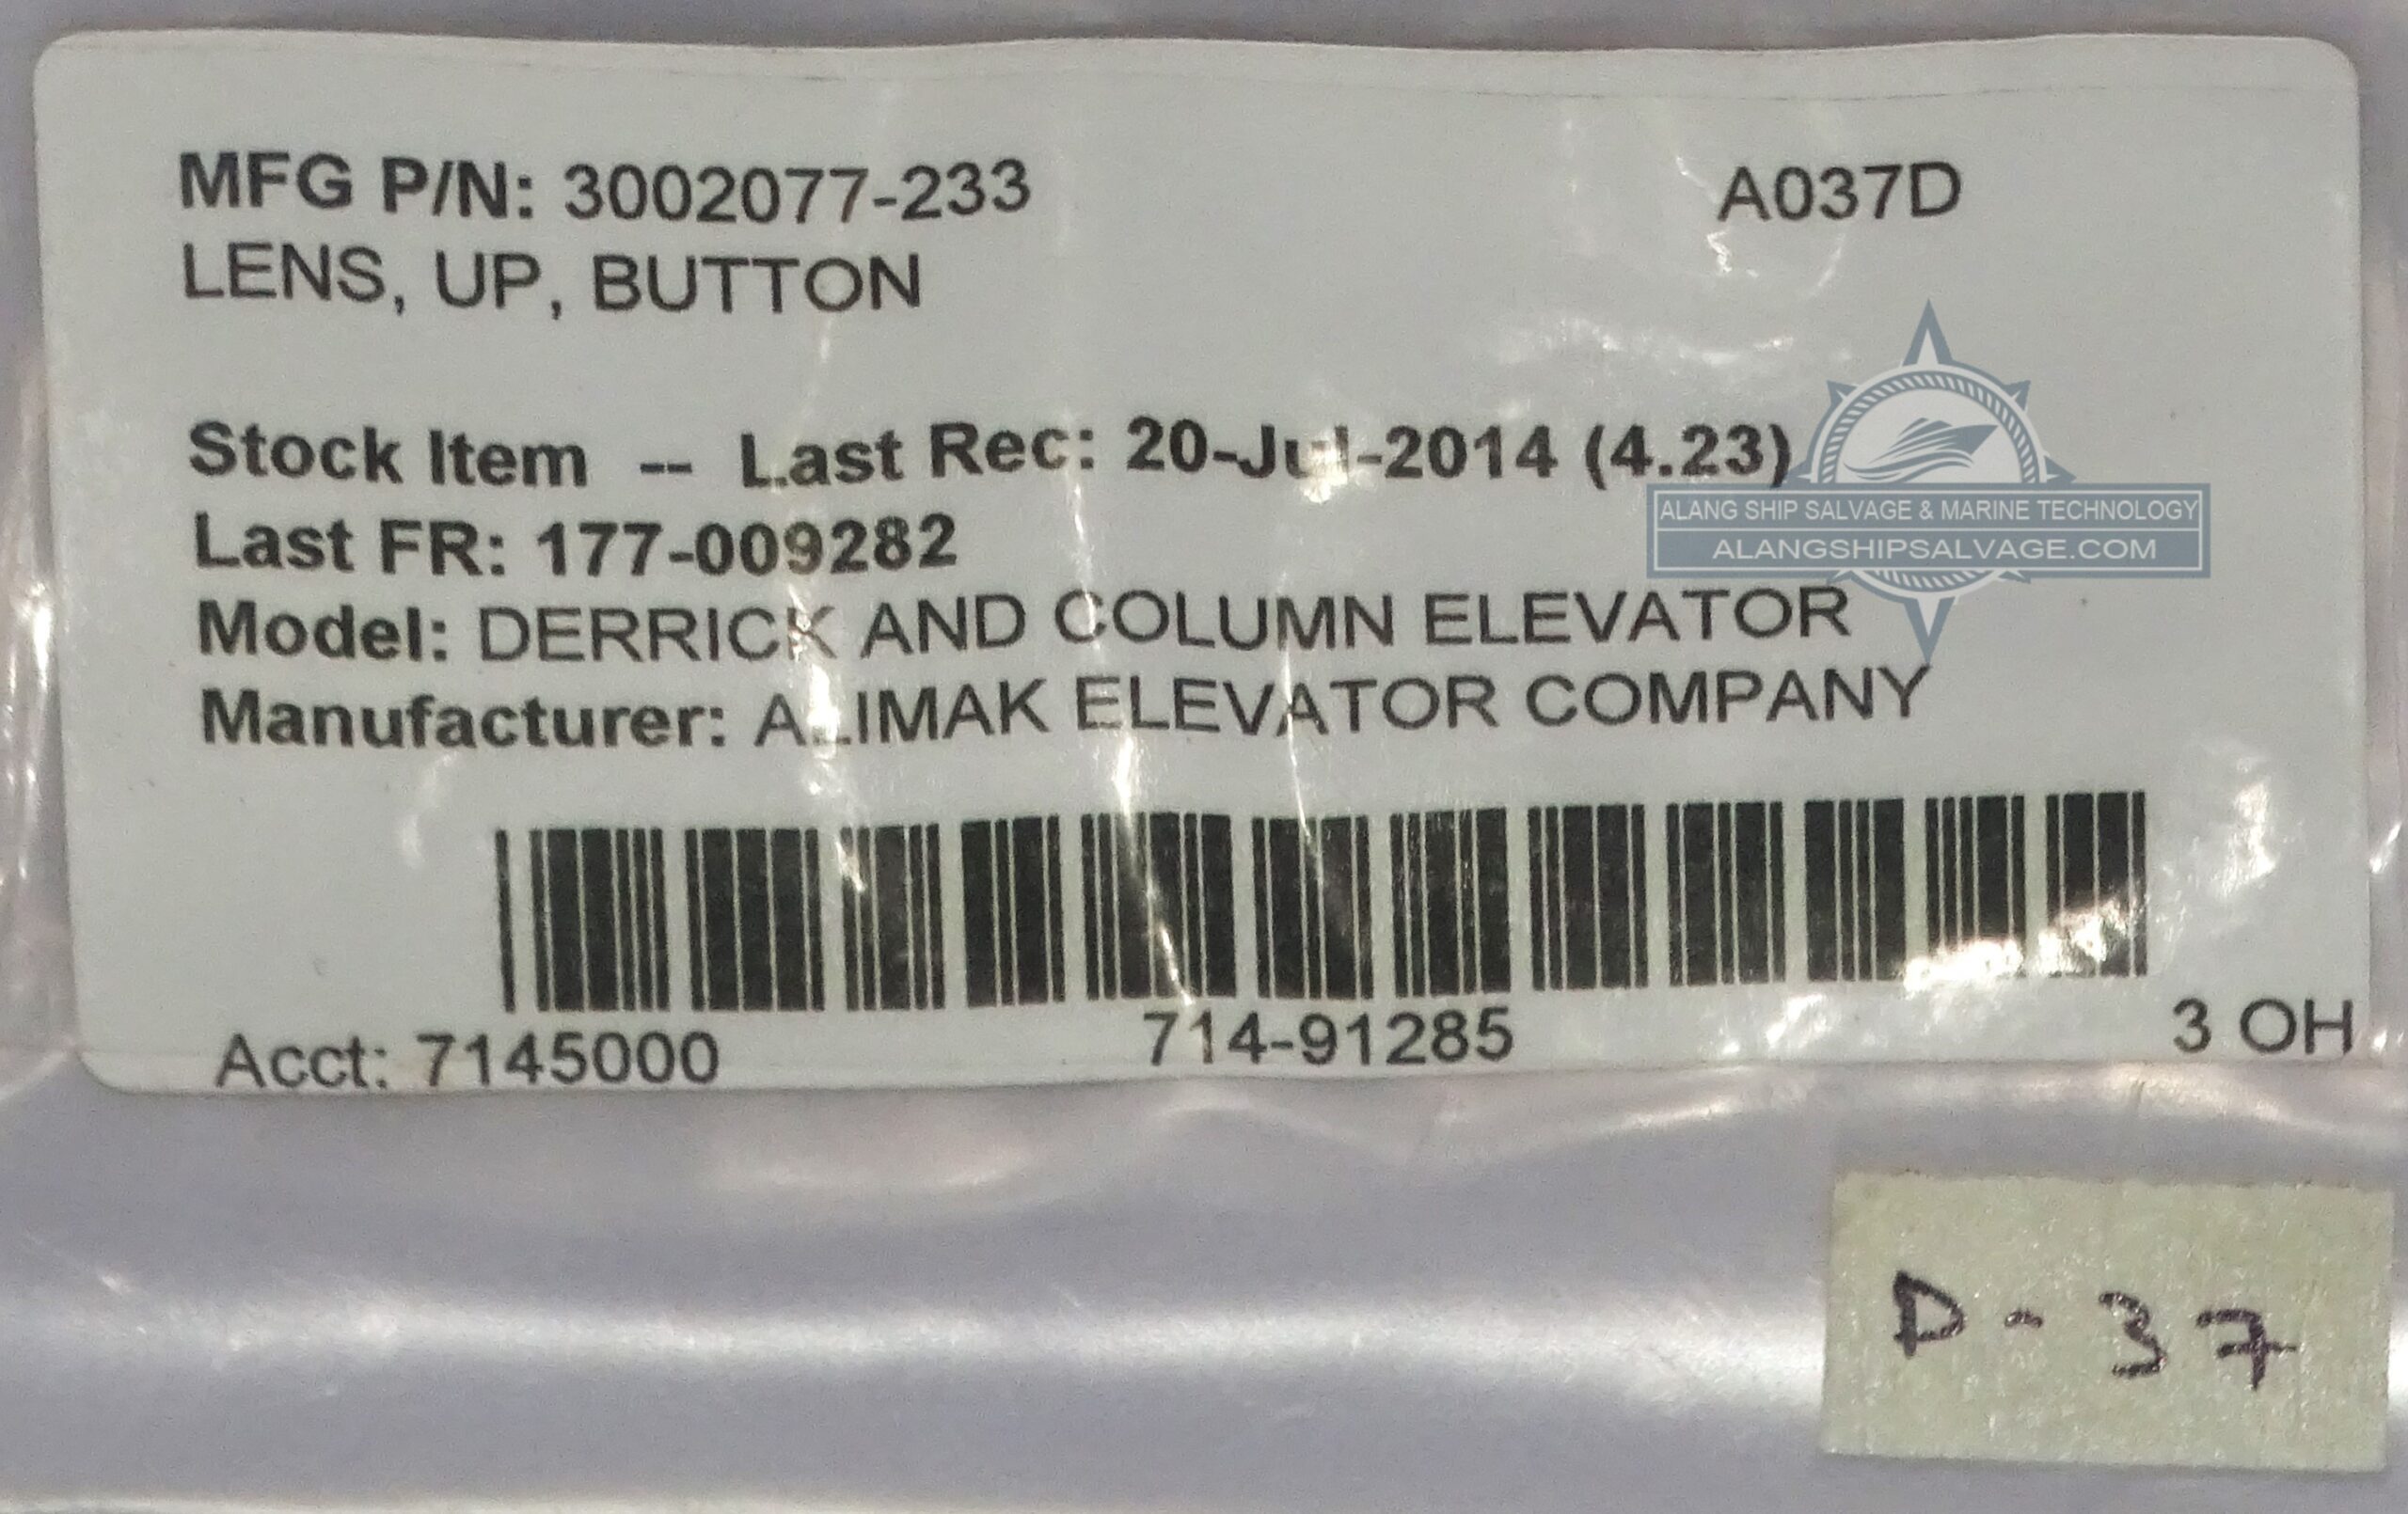 MFG P/N: 3002077-233 A037D
LENS, UP, BUTTON
Stock Item -- Last Rec: 20-Jul-2014 (4.23)
Last FR: 177-009282
Model: DERRICK AND COLUMN ELEVATOR
Manufacturer: ALIMAK ELEVATOR COMPANY
ALANG SHIP SALVAGE & MARINE TECHNOLOGY
ALANGSHIPSALVAGE.COM
Acct: 7145000 714-91285 3 OH
D-37